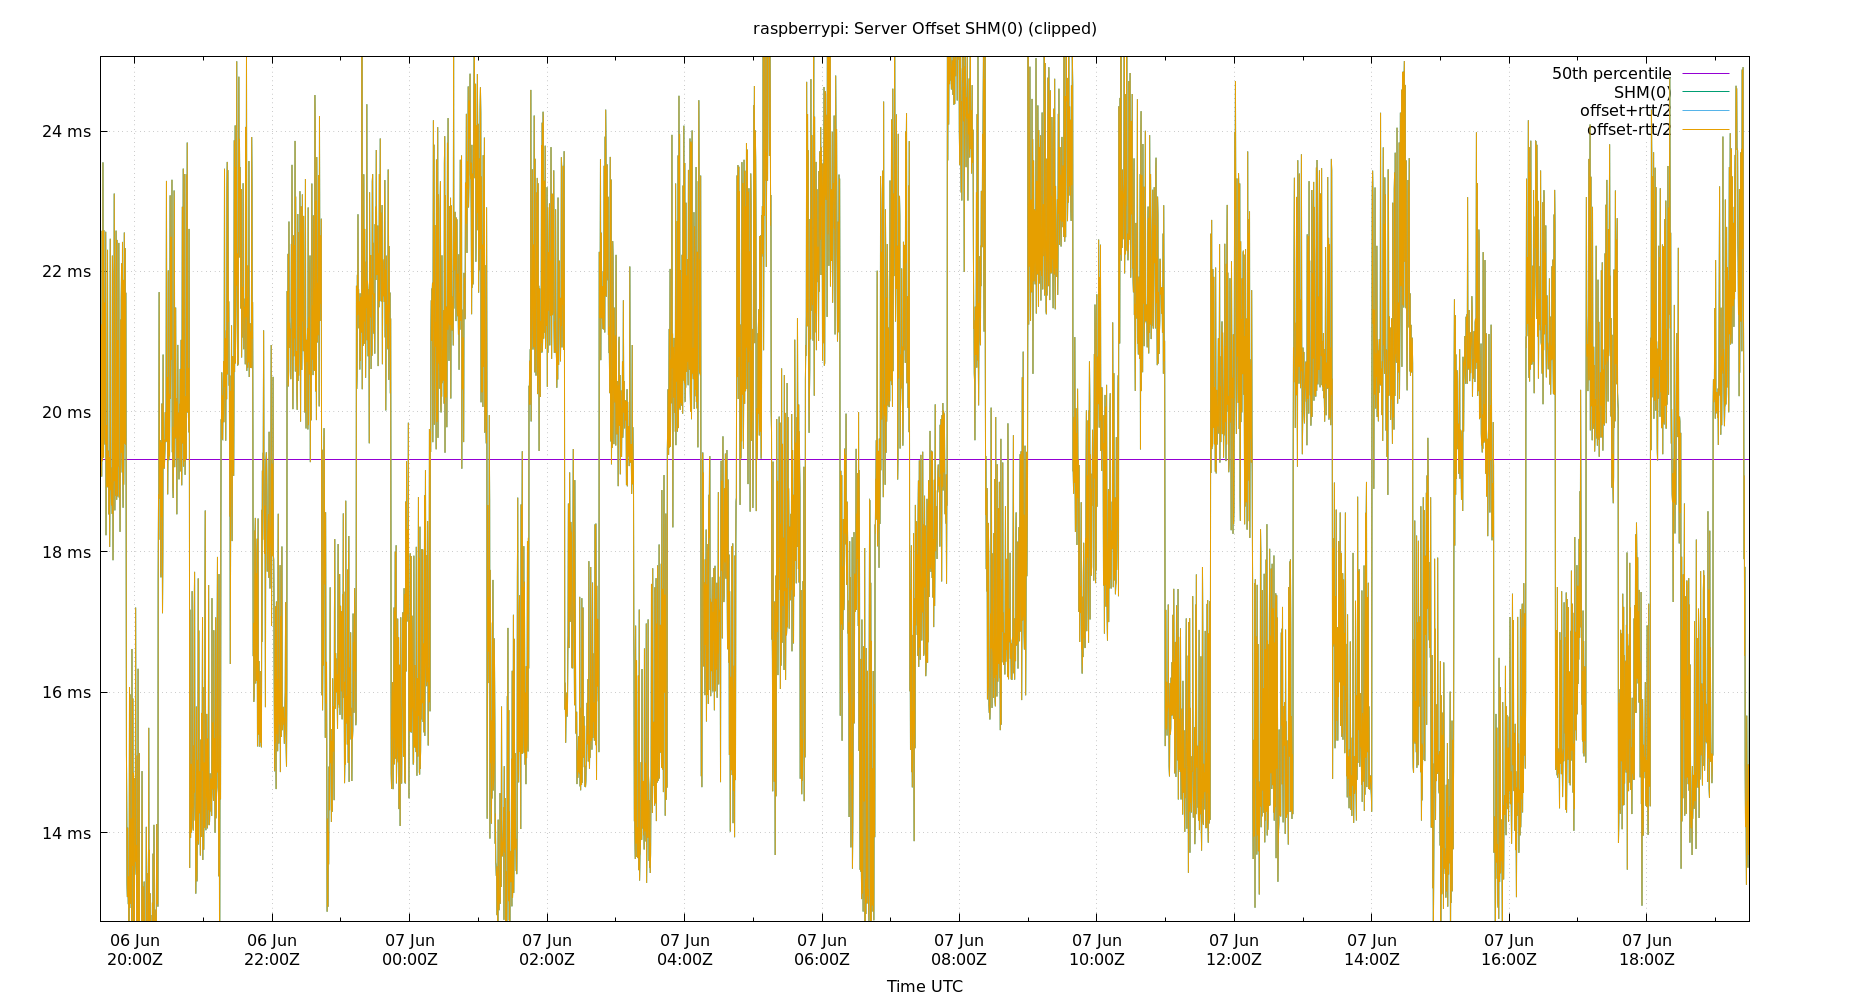 raspberrypi: Server Offset SHM(0) (clipped)
50th percentile
SHM(0)
offset+rtt/2
offset-rtt/2
24 ms
22 ms
20 ms
18 ms
16 ms
14 ms
06 Jun 06 Jun 07 Jun 07 Jun 07 Jun 07 Jun 07 Jun 07 Jun 07 Jun 07 Jun 07 Jun 07 Jun
20:00Z 22:00Z 00:00Z 02:00Z 04:00Z 06:00Z 08:00Z 10:00Z 12:00Z 14:00Z 16:00Z 18:00Z
Time UTC